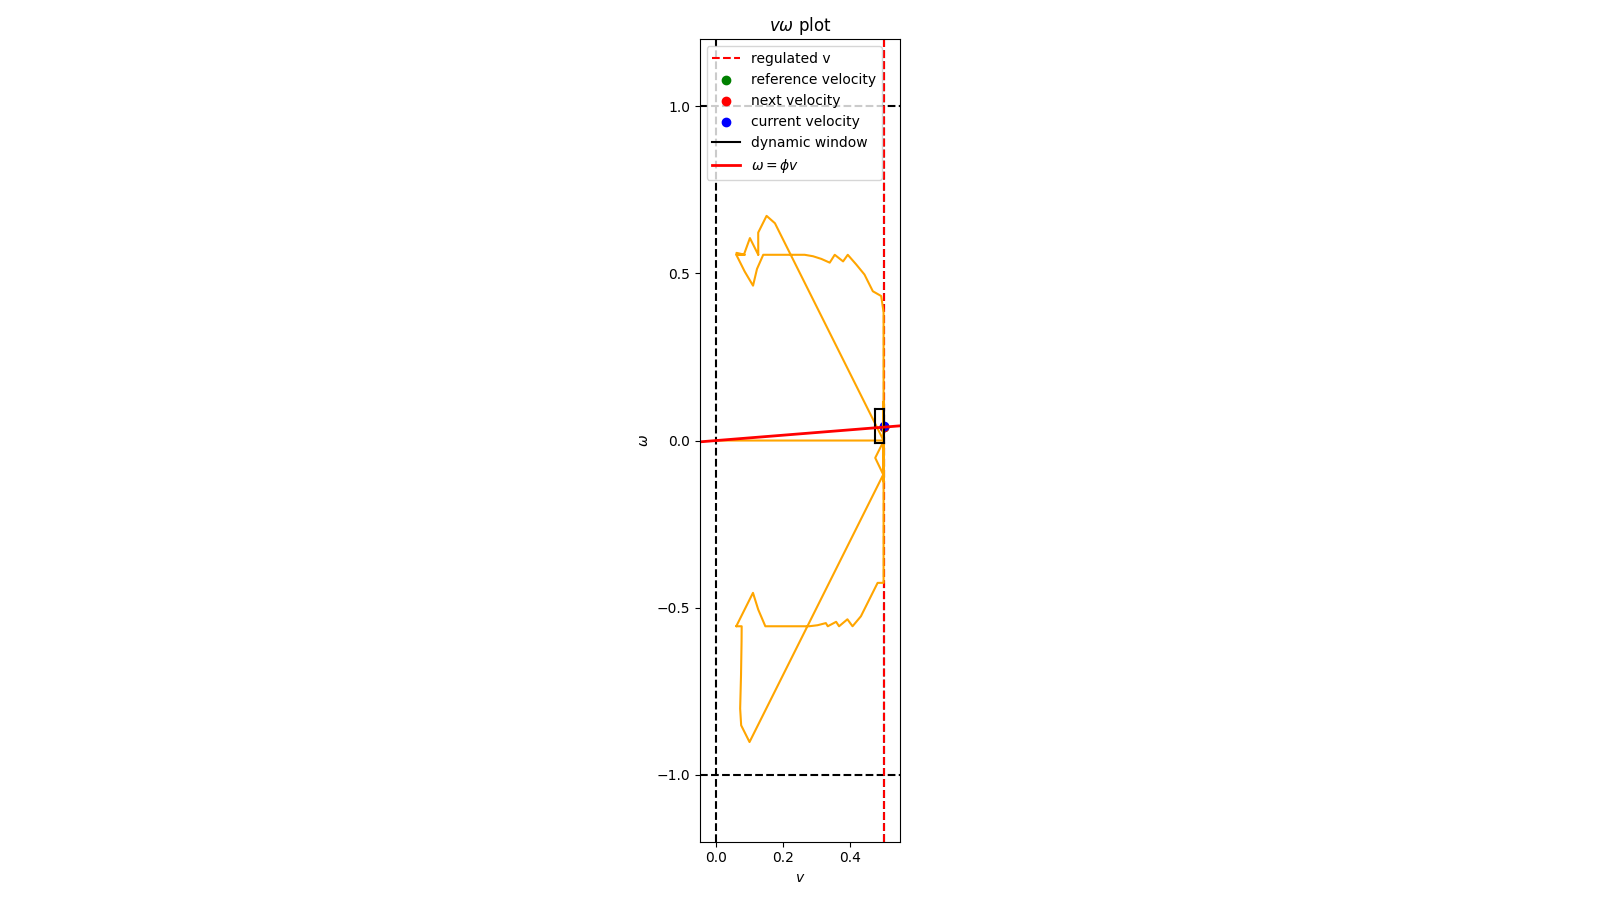 vω plot
regulated v
reference velocity
next velocity
current velocity
dynamic window
ω = ϕv
1.0
0.5
0.0
−0.5
−1.0
ω
0.0 0.2 0.4
v